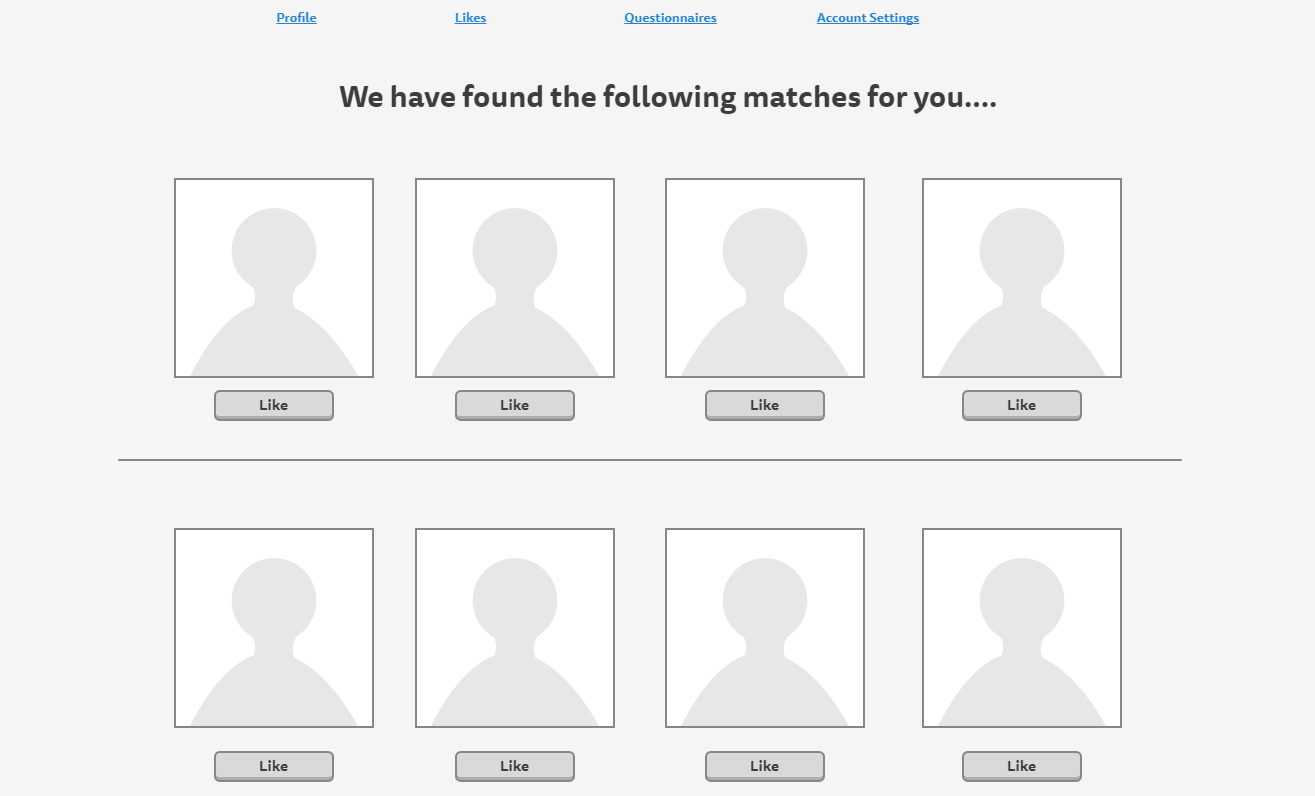 Profile Likes Questionnaires Account Settings
We have found the following matches for you....
Like Like Like Like
Like Like Like Like